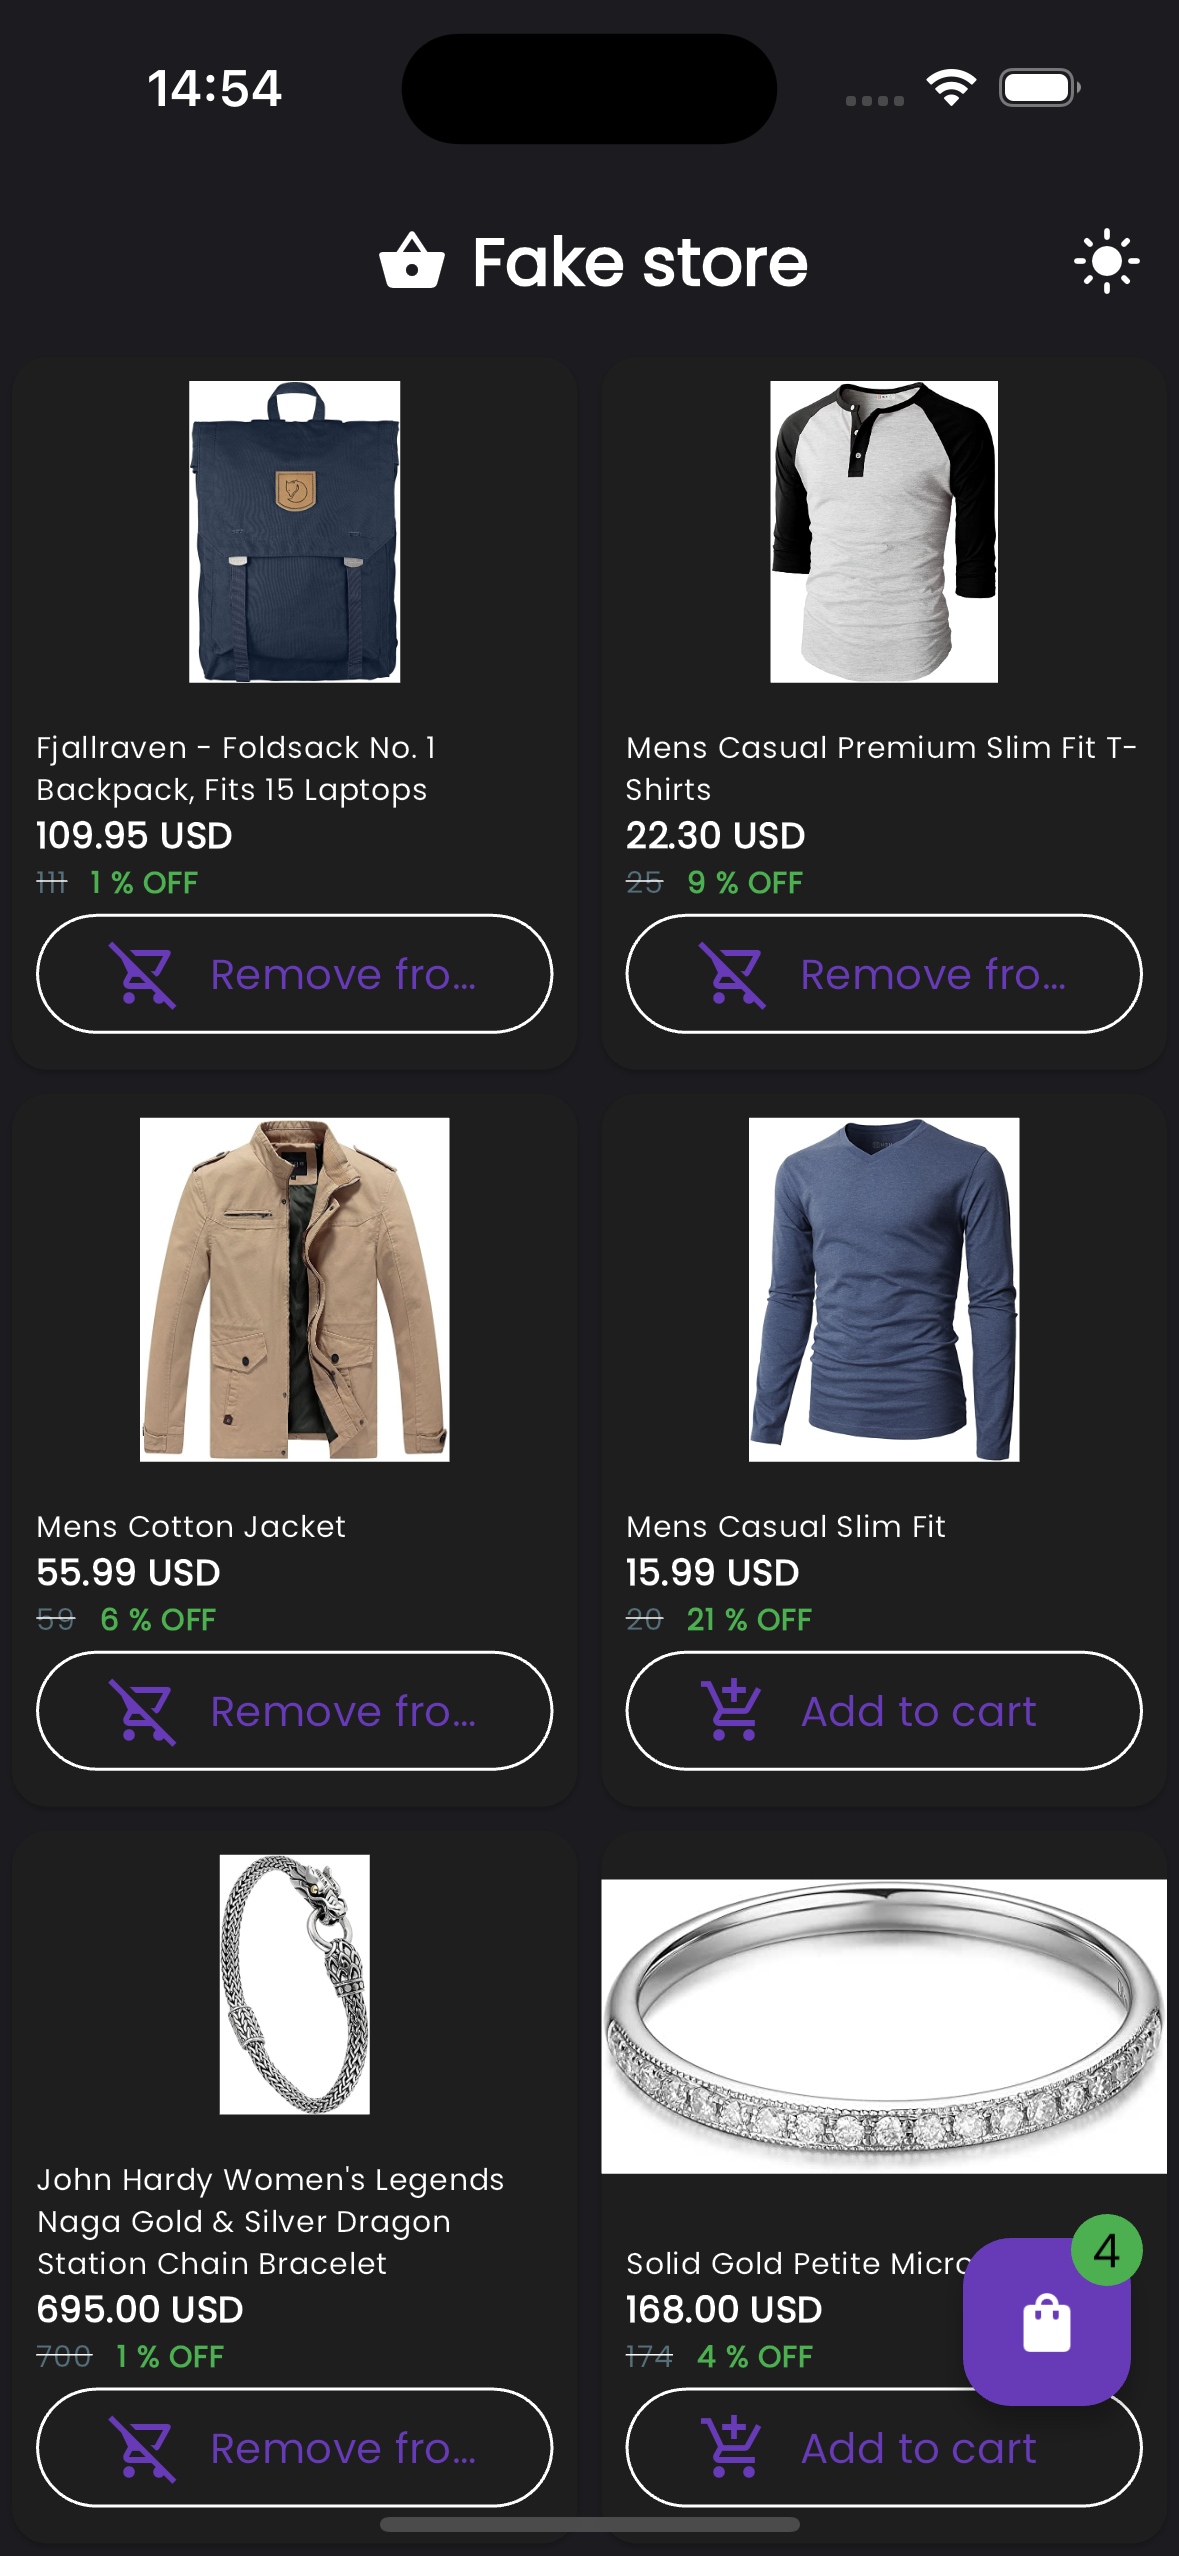 14:54
Fake store
Fjallraven - Foldsack No. 1
Backpack, Fits 15 Laptops
109.95 USD
111 1 % OFF
Remove fro...
Mens Casual Premium Slim Fit T-
Shirts
22.30 USD
25 9 % OFF
Remove fro...
Mens Cotton Jacket
55.99 USD
59 6 % OFF
Remove fro...
Mens Casual Slim Fit
15.99 USD
20 21 % OFF
Add to cart
John Hardy Women's Legends
Naga Gold & Silver Dragon
Station Chain Bracelet
695.00 USD
700 1 % OFF
Remove fro...
Solid Gold Petite Micro
168.00 USD
174 4 % OFF
Add to cart
4